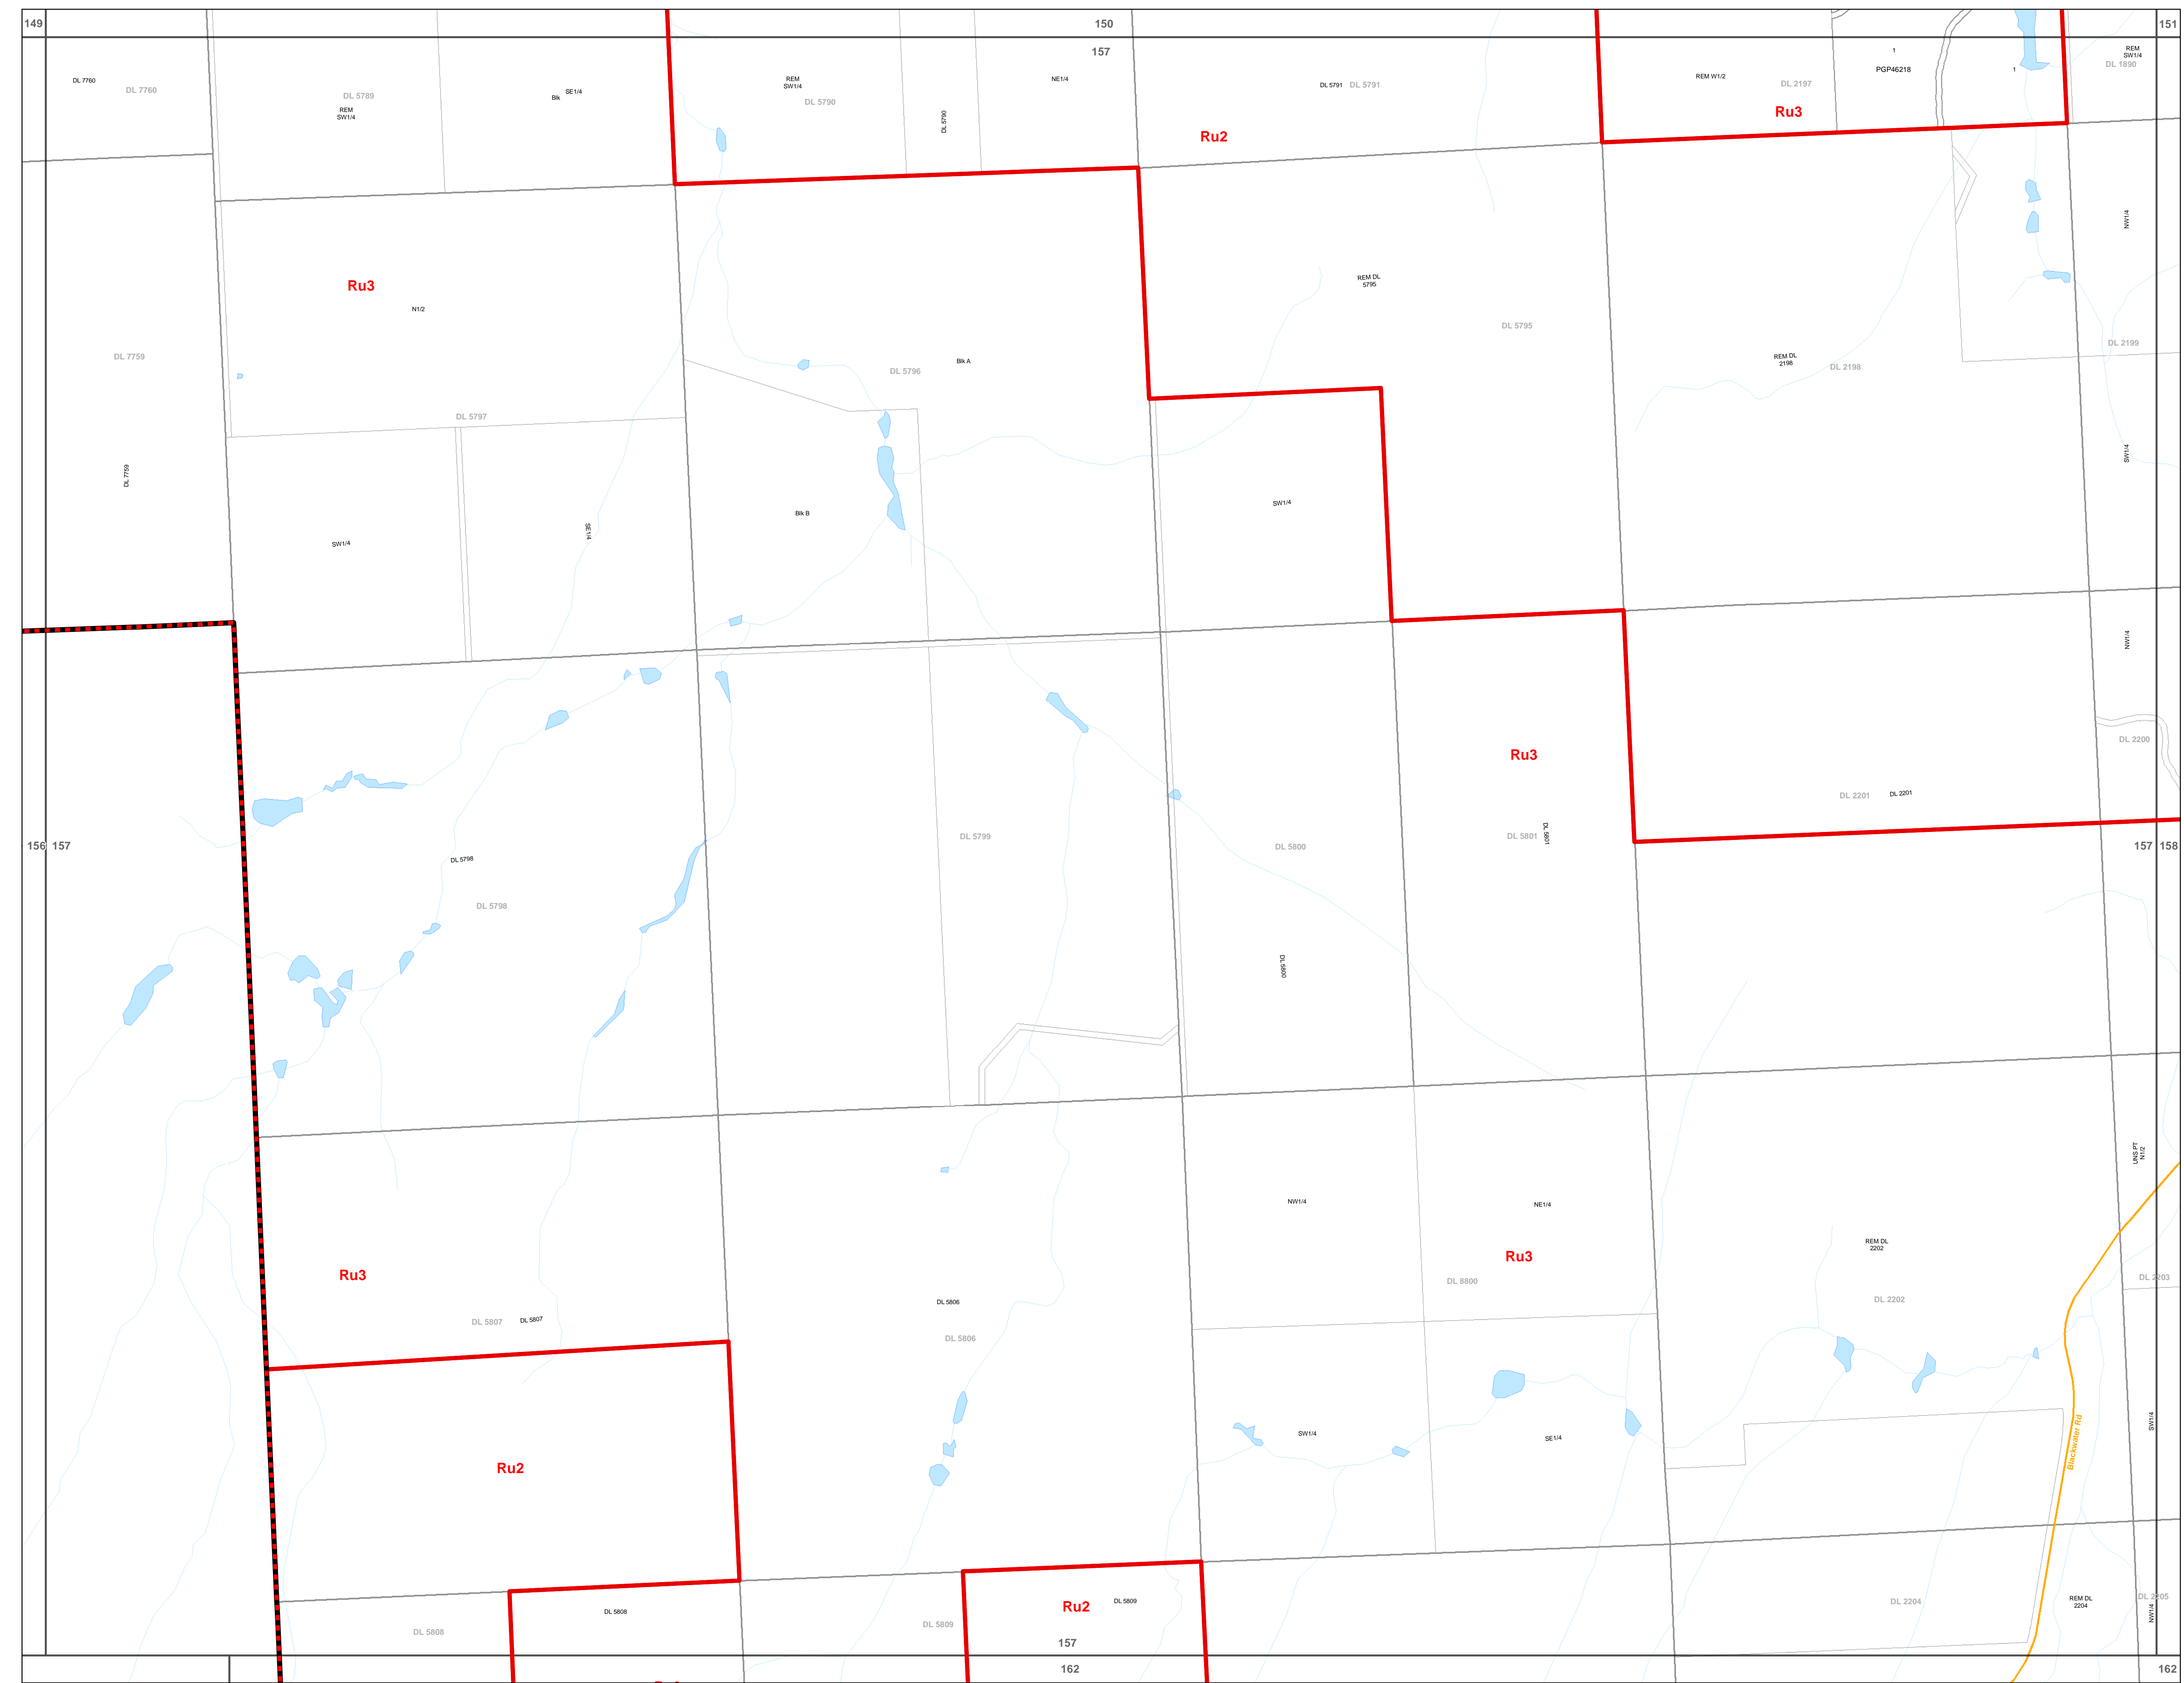 149
150
151
157
DL 7760
DL 7760
DL 5789
REM
SW1/4
Blk
SE1/4
REM
SW1/4
DL 5790
DL 5790
NE1/4
DL 5791
DL 5791
REM W1/2
DL 2197
1
PGP46218
1
REM
SW1/4
DL 1890
Ru3
Ru2
NW1/4
Ru3
N1/2
REM DL
5795
DL 5795
DL 7759
DL 5796
Blk A
REM DL
2198
DL 2198
DL 2199
DL 5797
DL 7759
SW1/4
SE1/4
Blk B
SW1/4
SW1/4
NW1/4
DL 2200
Ru3
DL 2201
DL 2201
156
157
DL 5798
DL 5798
DL 5799
DL 5800
DL 5801
DL 5801
157
158
DL 5800
UNS PT
N1/2
NW1/4
NE1/4
REM DL
2202
Ru3
Ru3
DL 8800
DL 2203
DL 2202
DL 5807
DL 5807
DL 5806
DL 5806
SW1/4
SE1/4
SW1/4
Blackwater Rd
Ru2
DL 5808
DL 5808
DL 5809
Ru2
DL 5809
DL 2204
REM DL
2204
DL 2205
NW1/4
157
162
162